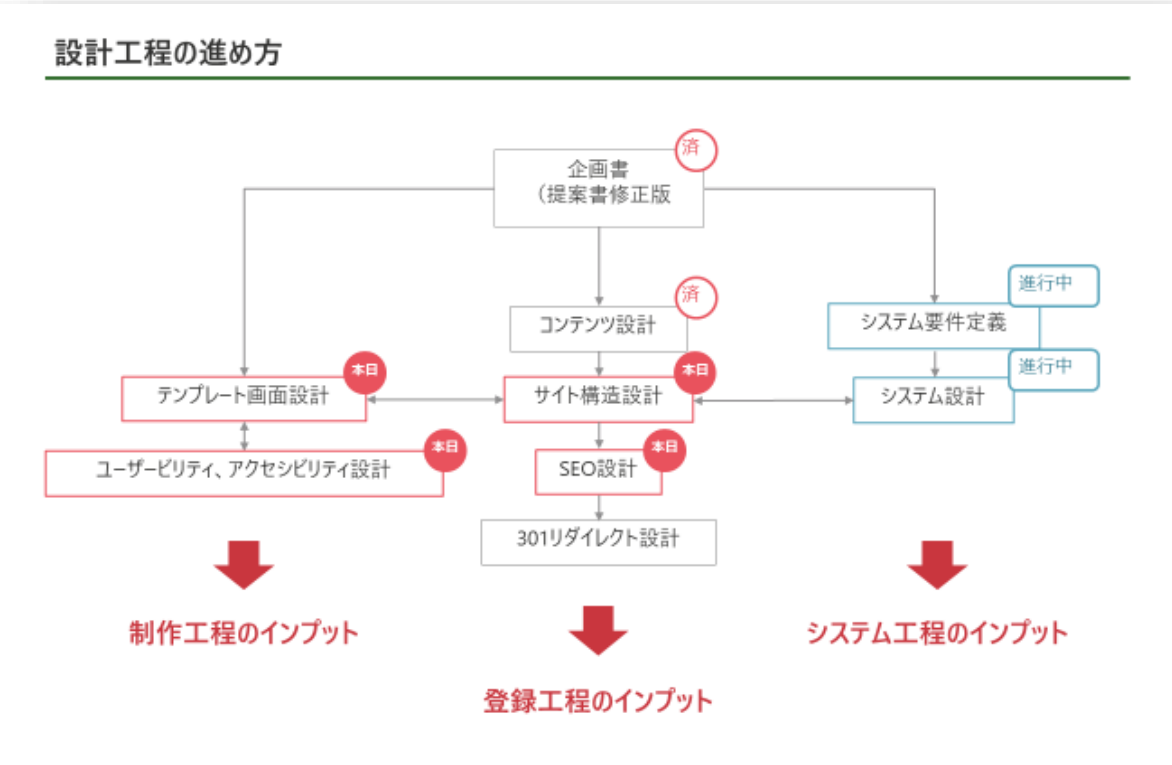 設計工程の進め方
済
企画書
（提案書修正版
済
コンテンツ設計
進行中
システム要件定義
本日
テンプレート画面設計
本日
サイト構造設計
進行中
システム設計
本日
ユーザービリティ、アクセシビリティ設計
本日
SEO設計
301リダイレクト設計
制作工程のインプット
登録工程のインプット
システム工程のインプット